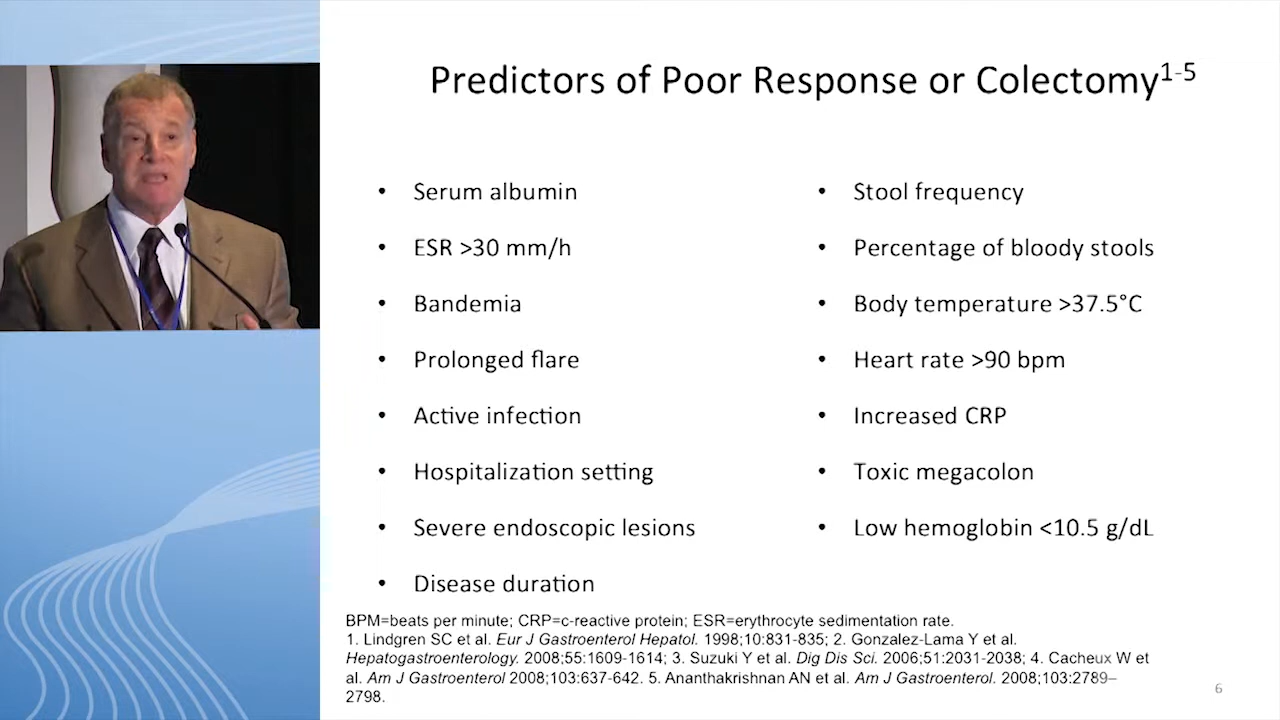 Predictors of Poor Response or Colectomy1-5
• Serum albumin
• ESR >30 mm/h
• Bandemia
• Prolonged flare
• Active infection
• Hospitalization setting
• Severe endoscopic lesions
• Disease duration
• Stool frequency
• Percentage of bloody stools
• Body temperature >37.5°C
• Heart rate >90 bpm
• Increased CRP
• Toxic megacolon
• Low hemoglobin <10.5 g/dL
BPM=beats per minute; CRP=c-reactive protein; ESR=erythrocyte sedimentation rate.
1. Lindgren SC et al. Eur J Gastroenterol Hepatol. 1998;10:831-835; 2. Gonzalez-Lama Y et al.
Hepatogastroenterology. 2008;55:1609-1614; 3. Suzuki Y et al. Dig Dis Sci. 2006;51:2031-2038; 4. Cacheux W et
al. Am J Gastroenterol 2008;103:637-642. 5. Ananthakrishnan AN et al. Am J Gastroenterol. 2008;103:2789–
2798.
6